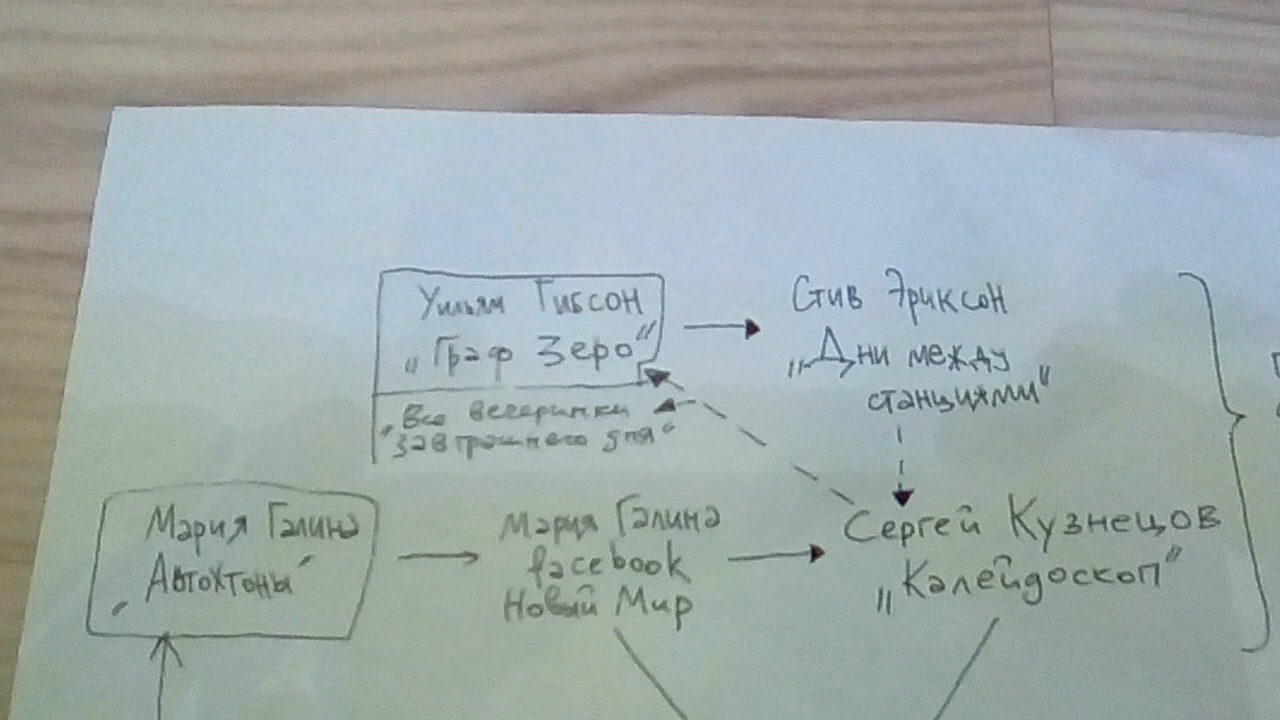 Уильям Гибсон
„Граф Зеро"
„Все вечеринки
завтрашнего дня"
Стив Эриксон
„Дни между
станциями"
Мария Галина
„Автохтоны"
Мария Галина
facebook
Новый Мир
Сергей Кузнецов
„Калейдоскоп"